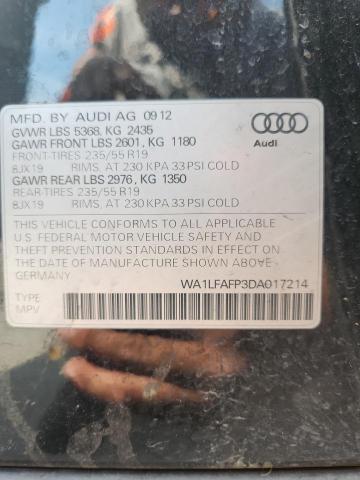 MFD. BY AUDI AG 09 12
GVWR LBS 5368, KG 2435
GAWR FRONT LBS 2601, KG 1180
FRONT-TIRES 235/55 R19
8JX19 RIMS, AT 230 KPA 33 PSI COLD
GAWR REAR LBS 2976, KG 1350
REAR-TIRES 235/55 R19
8JX19 RIMS, AT 230 KPA 33 PSI COLD
Audi
THIS VEHICLE CONFORMS TO ALL APPLICABLE
U.S. FEDERAL MOTOR VEHICLE SAFETY AND
THEFT PREVENTION STANDARDS IN EFFECT ON
THE DATE OF MANUFACTURE SHOWN ABOVE-
GERMANY
WA1LFAFP3DA017214
TYPE
MPV